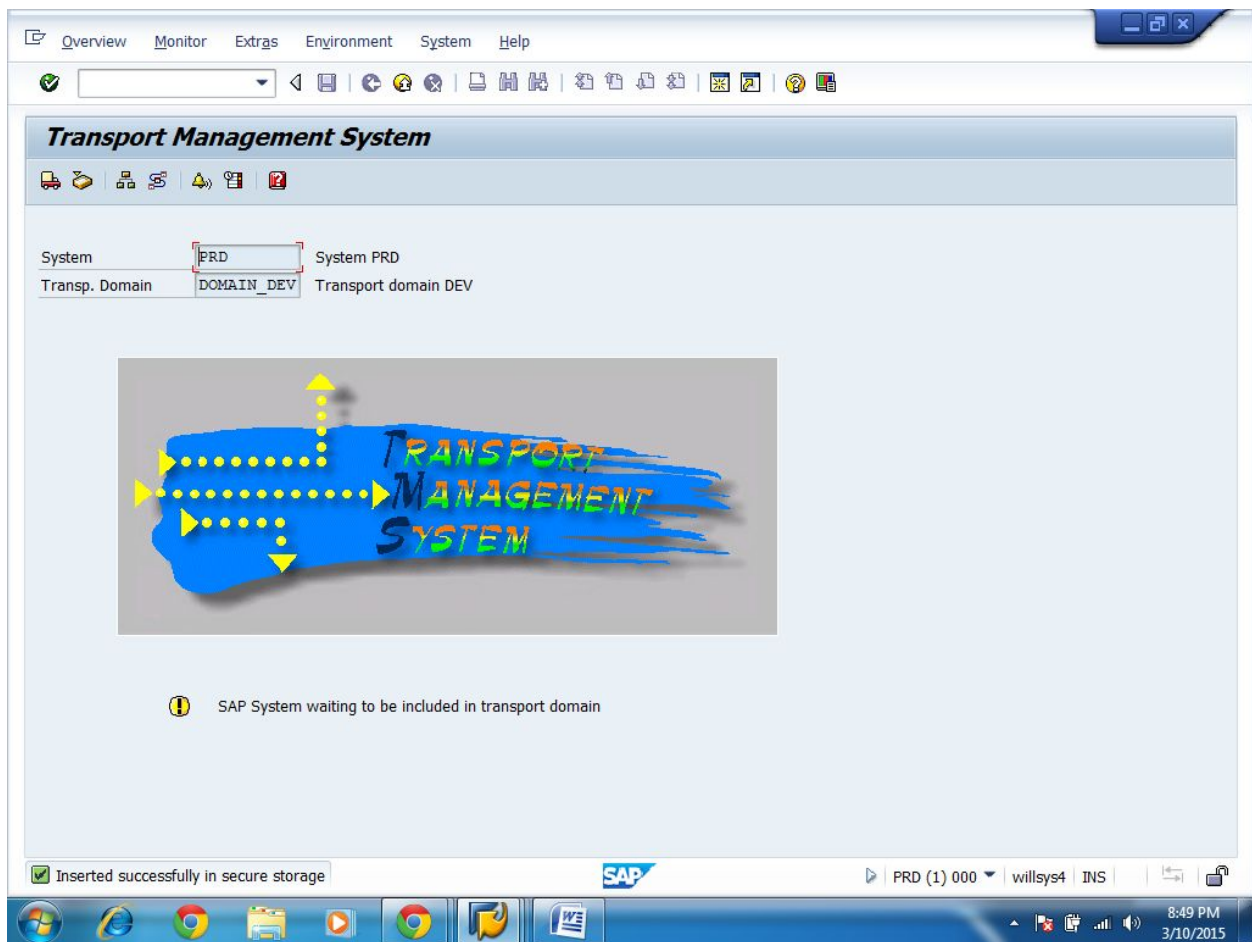 Overview Monitor Extras Environment System Help
Transport Management System
System PRD System PRD
Transp. Domain DOMAIN_DEV Transport domain DEV
TRANSPORT
MANAGEMENT
SYSTEM
SAP System waiting to be included in transport domain
Inserted successfully in secure storage SAP PRD (1) 000 willsys4 INS
8:49 PM
3/10/2015